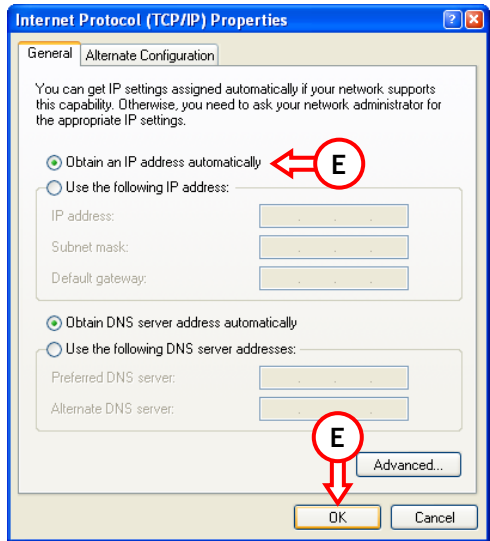 Internet Protocol (TCP/IP) Properties
General
Alternate Configuration
You can get IP settings assigned automatically if your network supports
this capability. Otherwise, you need to ask your network administrator for
the appropriate IP settings.
Obtain an IP address automatically
E
Use the following IP address:
IP address:
Subnet mask:
Default gateway:
Obtain DNS server address automatically
Use the following DNS server addresses:
Preferred DNS server:
Alternate DNS server:
E
Advanced...
OK
Cancel